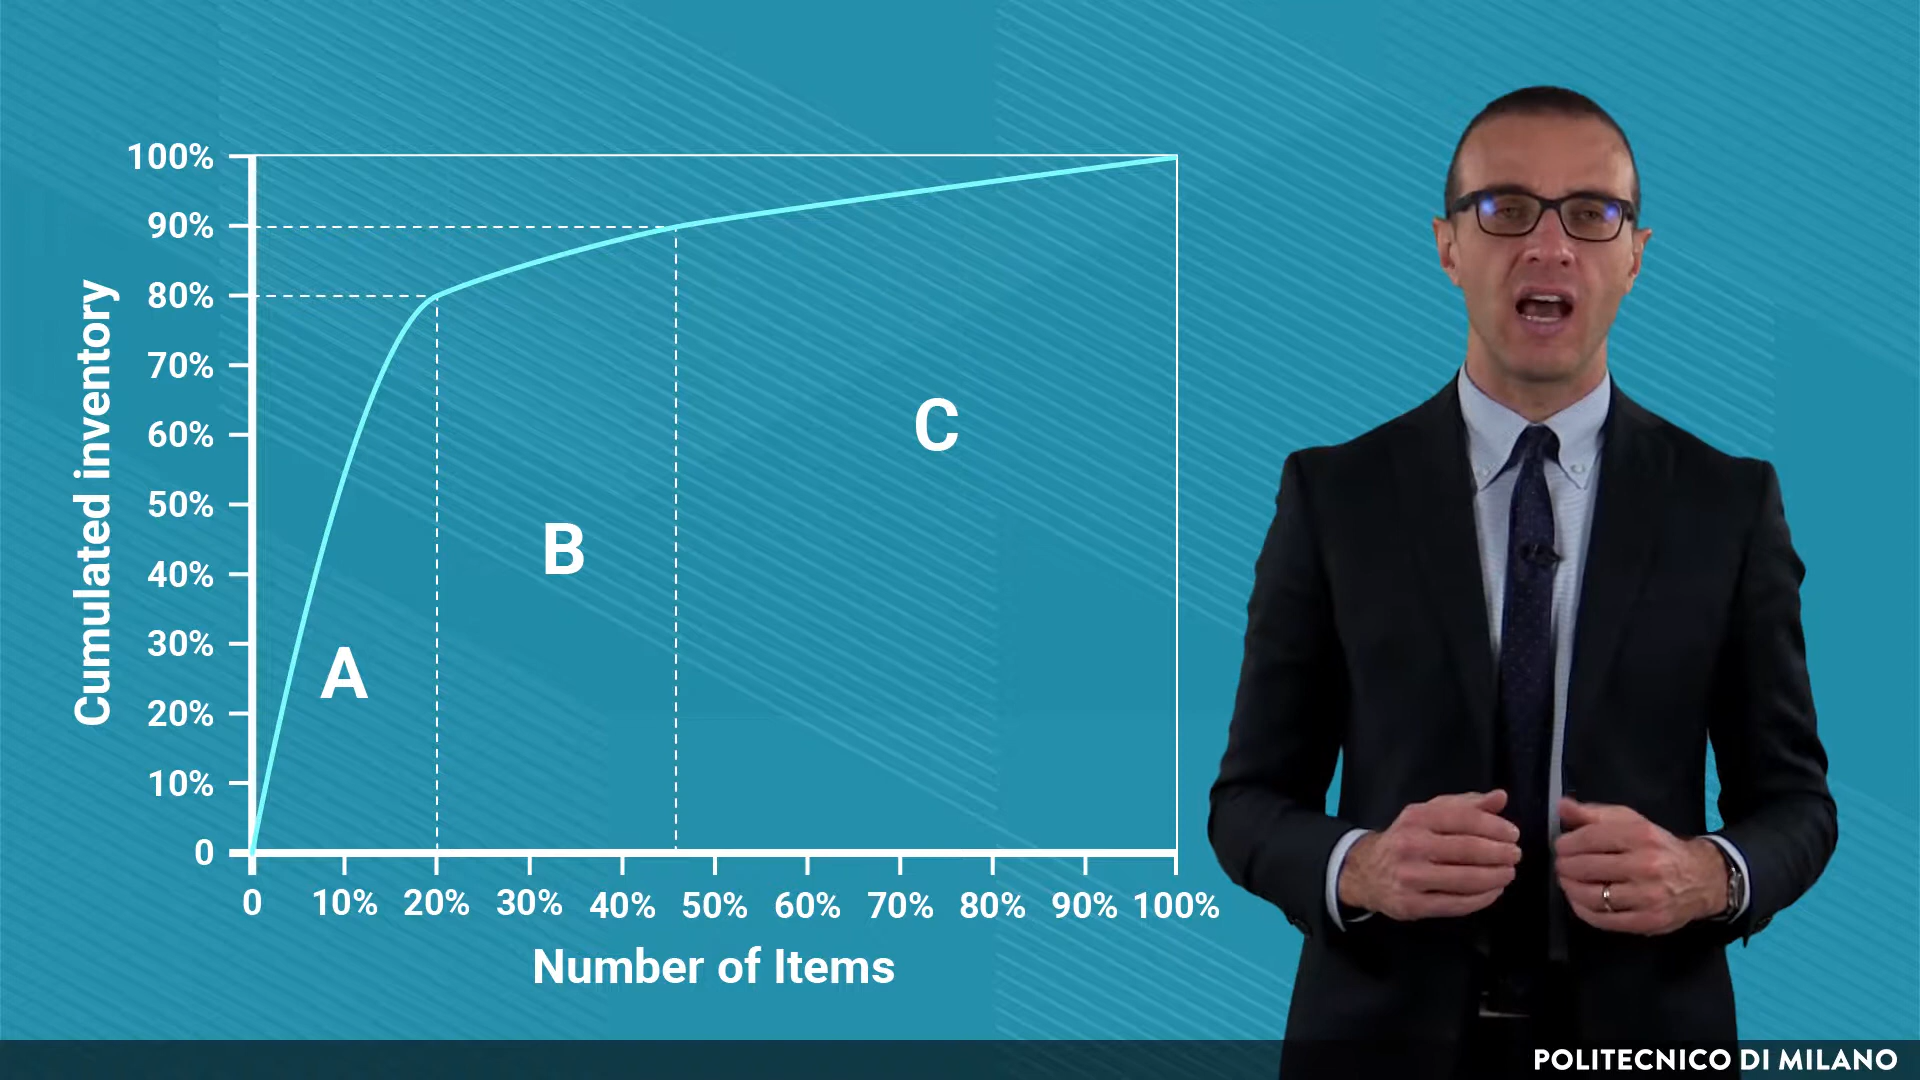 100%
90%
80%
70%
60%
50%
40%
30%
20%
10%
0
Cumulated inventory
A
B
C
0 10% 20% 30% 40% 50% 60% 70% 80% 90% 100%
Number of Items
POLITECNICO DI MILANO